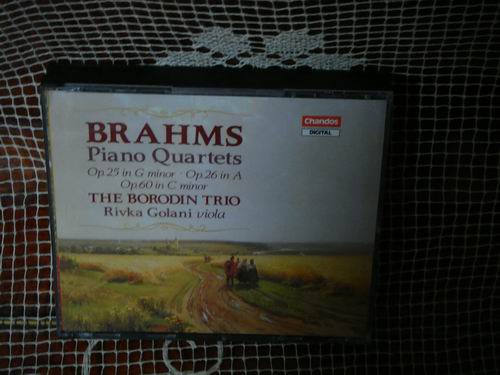 BRAHMS
Piano Quartets
Op.25 in G minor · Op.26 in A
Op.60 in C minor
THE BORODIN TRIO
Rivka Golani viola
Chandos
DIGITAL